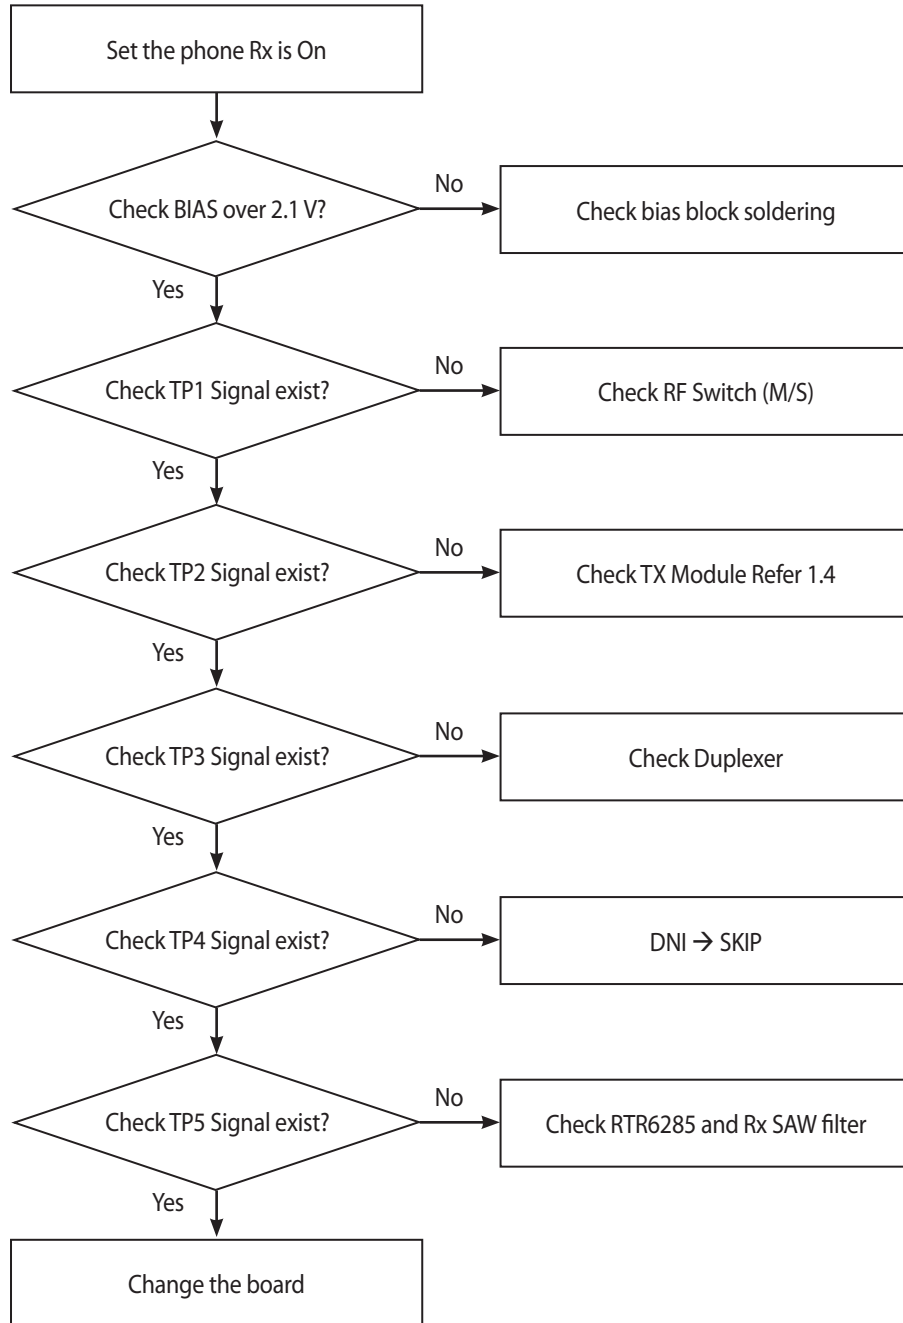 Set the phone Rx is On
Check BIAS over 2.1 V?
No
Check bias block soldering
Yes
Check TP1 Signal exist?
No
Check RF Switch (M/S)
Yes
Check TP2 Signal exist?
No
Check TX Module Refer 1.4
Yes
Check TP3 Signal exist?
No
Check Duplexer
Yes
Check TP4 Signal exist?
No
DNI → SKIP
Yes
Check TP5 Signal exist?
No
Check RTR6285 and Rx SAW filter
Yes
Change the board